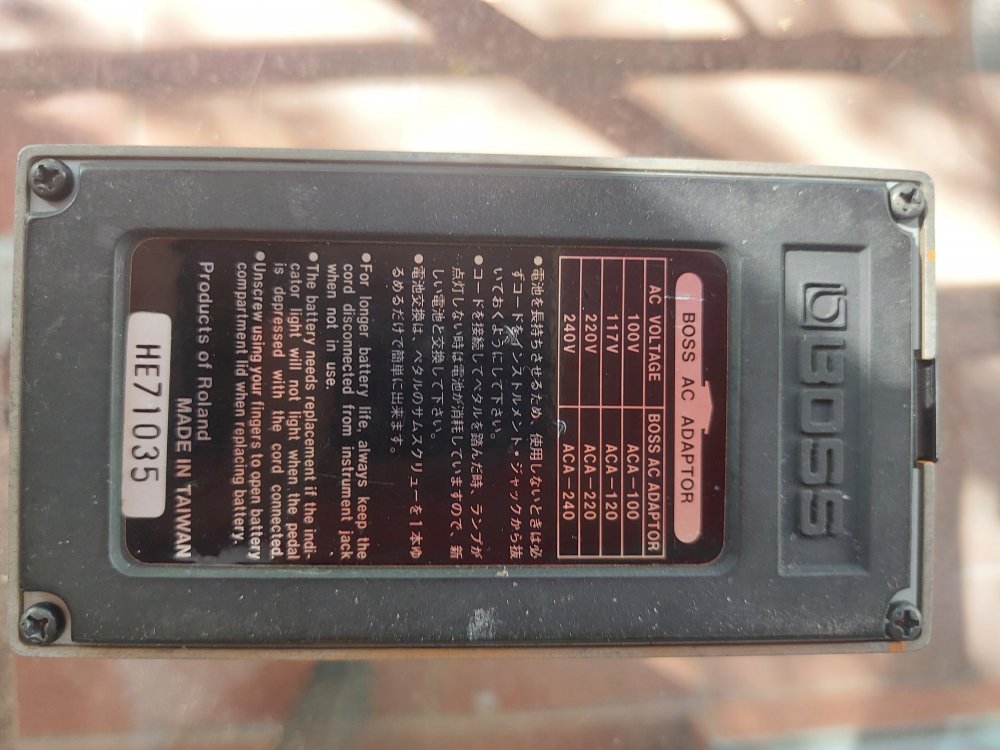 BOSS
BOSS AC ADAPTOR
AC VOLTAGE BOSS AC ADAPTOR
100V ACA-100
117V ACA-120
220V ACA-220
240V ACA-240
●電池を長持ちさせるため、使用しないときは必
ずコードをインストルメント・ジャックから抜
いておくようにして下さい。
●コードを接続してペタルを踏んだ時、ランプが
点灯しない時は電池が消耗していますので、新
しい電池と交換して下さい。
●電池交換は、ペタルのサムスクリューを1本ゆ
るめるだけで簡単に出来ます。
●For longer battery life, always keep the
cord disconnected from instrument jack
when not in use.
●The battery needs replacement if the indi-
cator light will not light when the pedal
is depressed with the cord connected.
●Unscrew using your fingers to open battery
compartment lid when replacing battery.
Products of Roland
MADE IN TAIWAN
HE71035